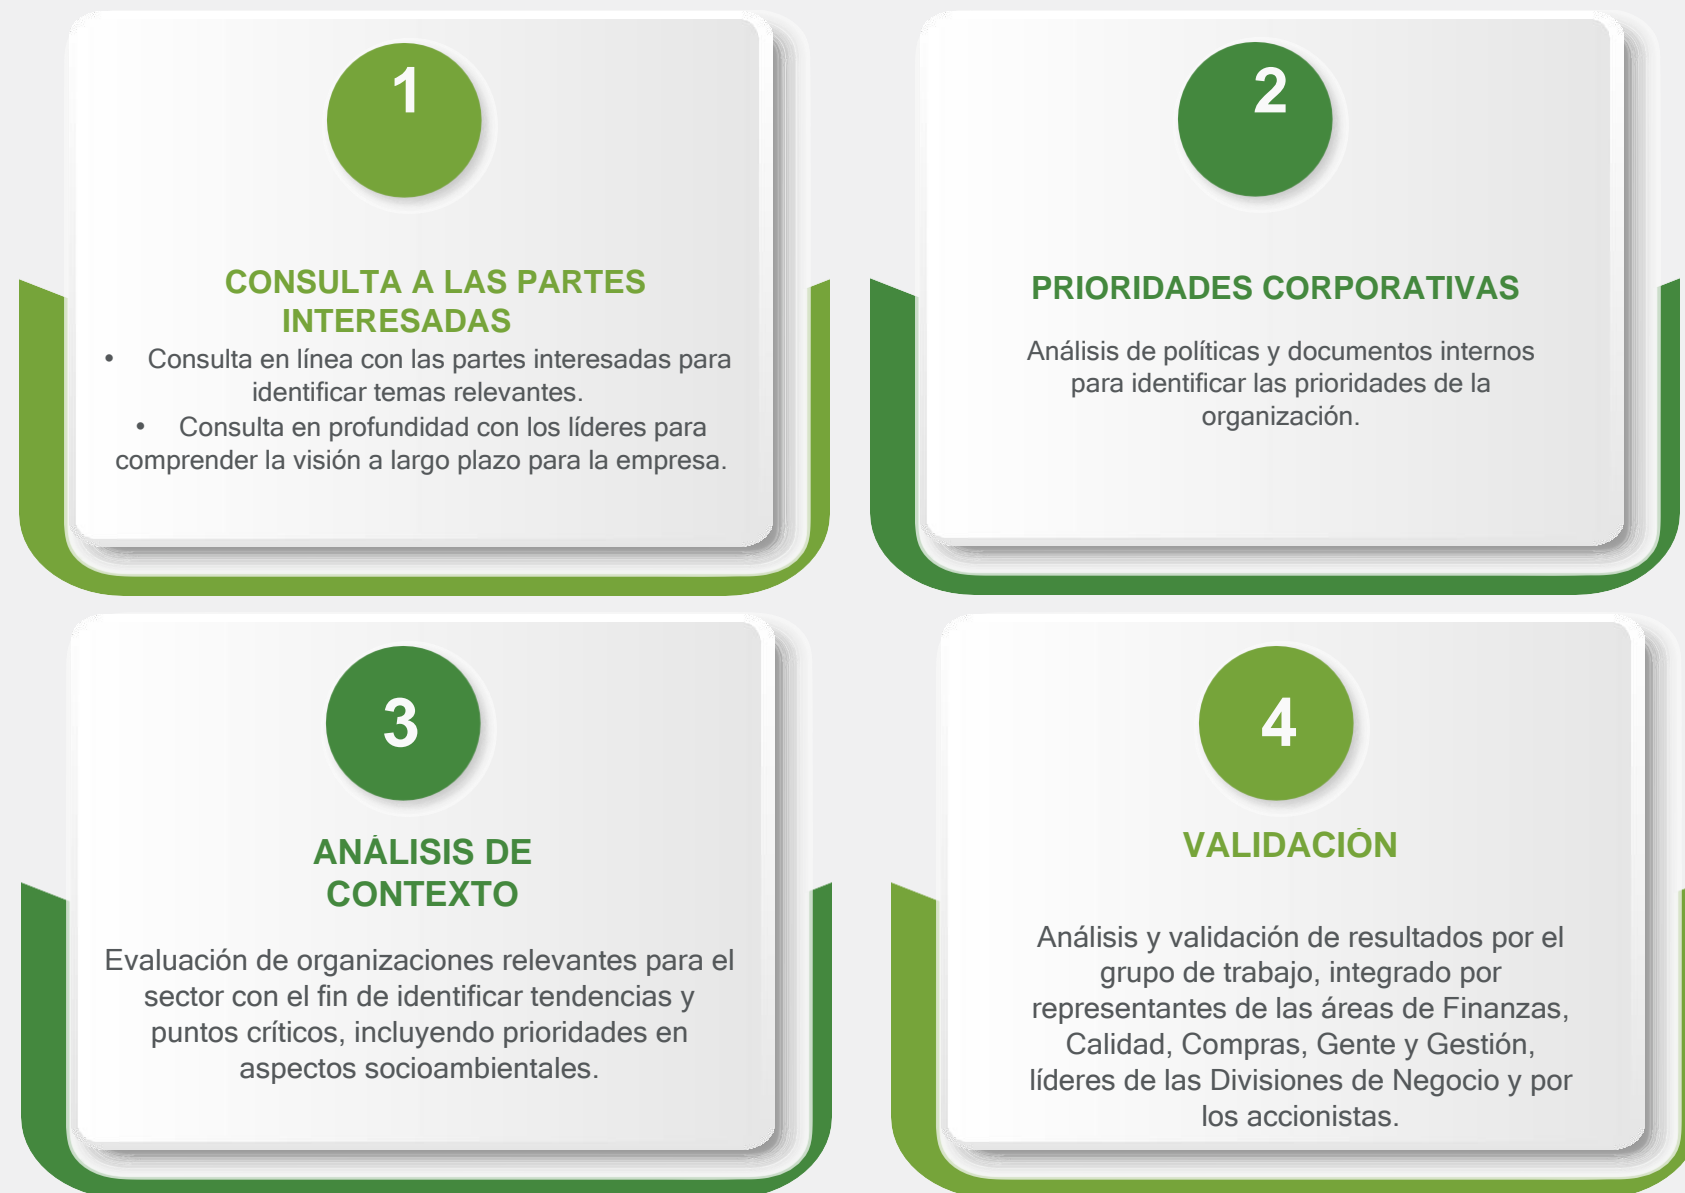 1
CONSULTA A LAS PARTES
INTERESADAS
• Consulta en línea con las partes interesadas para
identificar temas relevantes.
• Consulta en profundidad con los líderes para
comprender la visión a largo plazo para la empresa.
2
PRIORIDADES CORPORATIVAS
Análisis de políticas y documentos internos
para identificar las prioridades de la
organización.
3
ANÁLISIS DE
CONTEXTO
Evaluación de organizaciones relevantes para el
sector con el fin de identificar tendencias y
puntos críticos, incluyendo prioridades en
aspectos socioambientales.
4
VALIDACIÓN
Análisis y validación de resultados por el
grupo de trabajo, integrado por
representantes de las áreas de Finanzas,
Calidad, Compras, Gente y Gestión,
líderes de las Divisiones de Negocio y por
los accionistas.